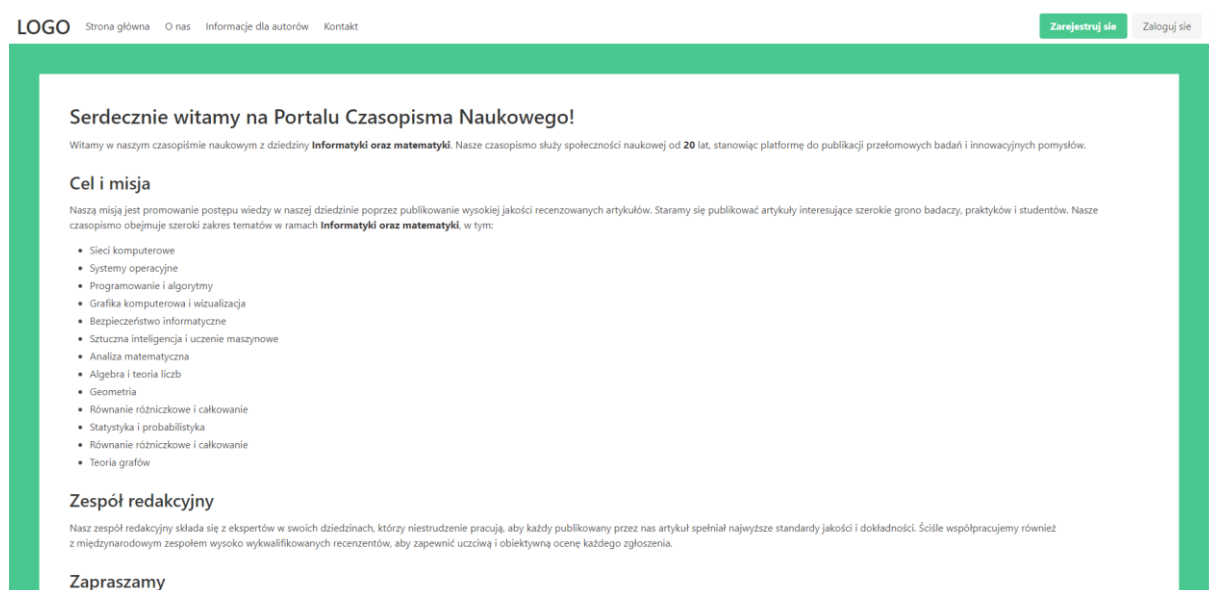 LOGO Strona główna O nas Informacje dla autorów Kontakt Zarejestruj sie Zaloguj sie
Serdecznie witamy na Portalu Czasopisma Naukowego!
Witamy w naszym czasopiśmie naukowym z dziedziny Informatyki oraz matematyki. Nasze czasopismo służy społeczności naukowej od 20 lat, stanowiąc platformę do publikacji przełomowych badań i innowacyjnych pomysłów.
Cel i misja
Naszą misją jest promowanie postępu wiedzy w naszej dziedzinie poprzez publikowanie wysokiej jakości recenzowanych artykułów. Staramy się publikować artykuły interesujące szerokie grono badaczy, praktyków i studentów. Nasze
czasopismo obejmuje szeroki zakres tematów w ramach Informatyki oraz matematyki, w tym:
• Sieci komputerowe
• Systemy operacyjne
• Programowanie i algorytmy
• Grafika komputerowa i wizualizacja
• Bezpieczeństwo informatyczne
• Sztuczna inteligencja i uczenie maszynowe
• Analiza matematyczna
• Algebra i teoria liczb
• Geometria
• Równanie różniczkowe i całkowanie
• Statystyka i probabilistyka
• Równanie różniczkowe i całkowanie
• Teoria grafów
Zespół redakcyjny
Nasz zespół redakcyjny składa się z ekspertów w swoich dziedzinach, którzy niestrudzenie pracują, aby każdy publikowany przez nas artykuł spełniał najwyższe standardy jakości i dokładności. Ściśle współpracujemy również
z międzynarodowym zespołem wysoko wykwalifikowanych recenzentów, aby zapewnić uczciwą i obiektywną ocenę każdego zgłoszenia.
Zapraszamy